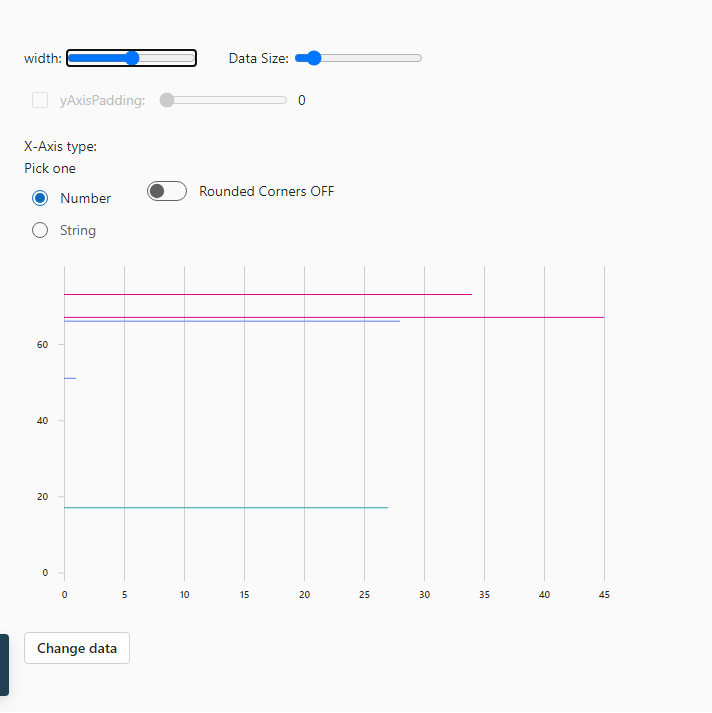 width: Data Size:
yAxisPadding: 0
X-Axis type:
Pick one
Number
Rounded Corners OFF
String
60
40
20
0
0 5 10 15 20 25 30 35 40 45
Change data